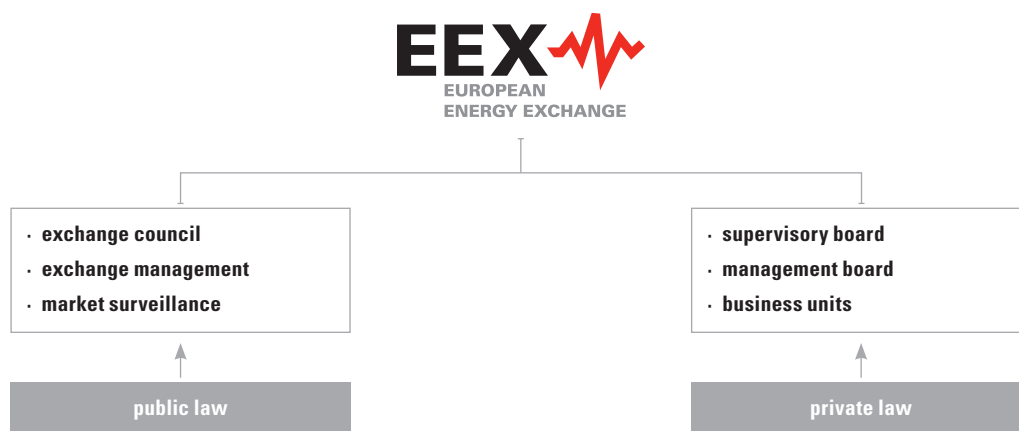 EEX
EUROPEAN
ENERGY EXCHANGE
· exchange council
· exchange management
· market surveillance
public law
· supervisory board
· management board
· business units
private law